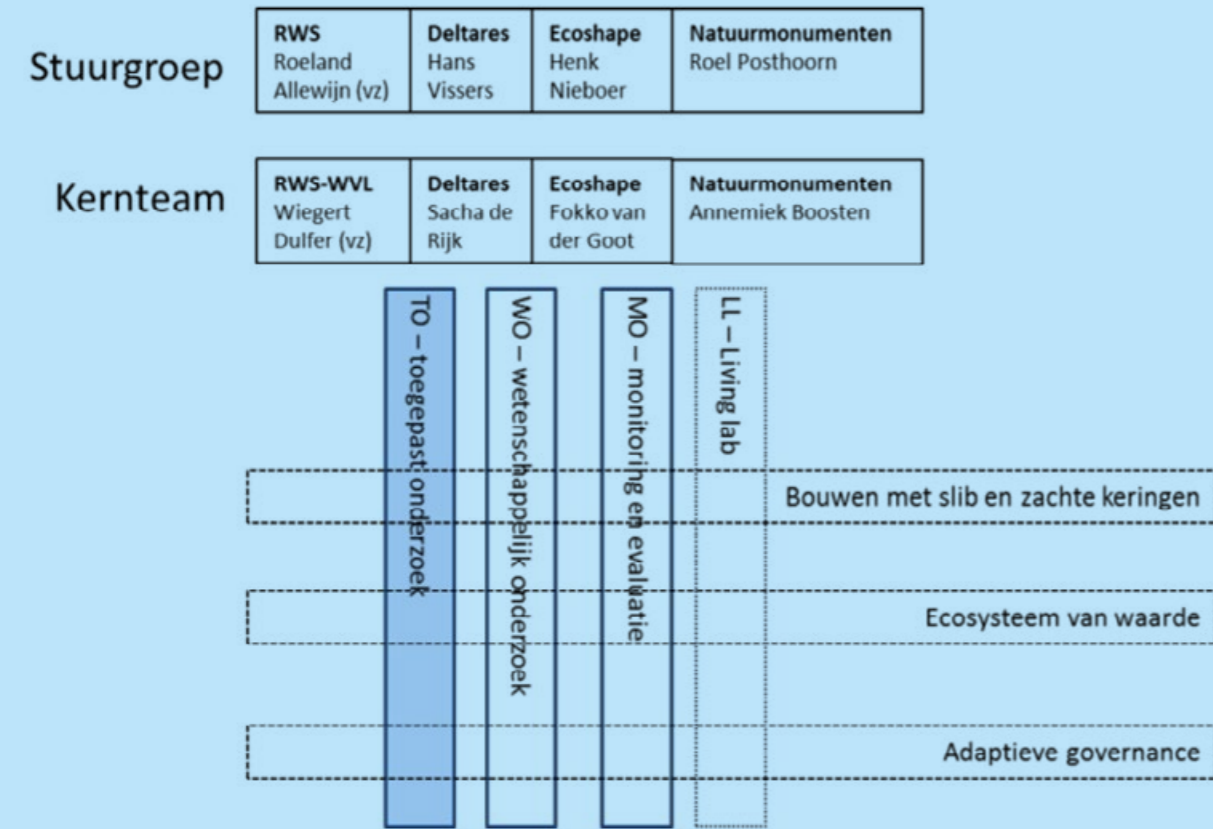 Stuurgroep
RWS
Roeland
Allewijn (vz)
Deltares
Hans
Vissers
Ecoshape
Henk
Nieboer
Natuurmonumenten
Roel Posthoorn
Kernteam
RWS-WVL
Wiegert
Dulfer (vz)
Deltares
Sacha de
Rijk
Ecoshape
Fokko van
der Goot
Natuurmonumenten
Annemiek Boosten
TO – toegepast onderzoek
WO – wetenschappelijk onderzoek
MO – monitoring en evaluatie
LL – Living lab
Bouwen met slib en zachte keringen
Ecosysteem van waarde
Adaptieve governance